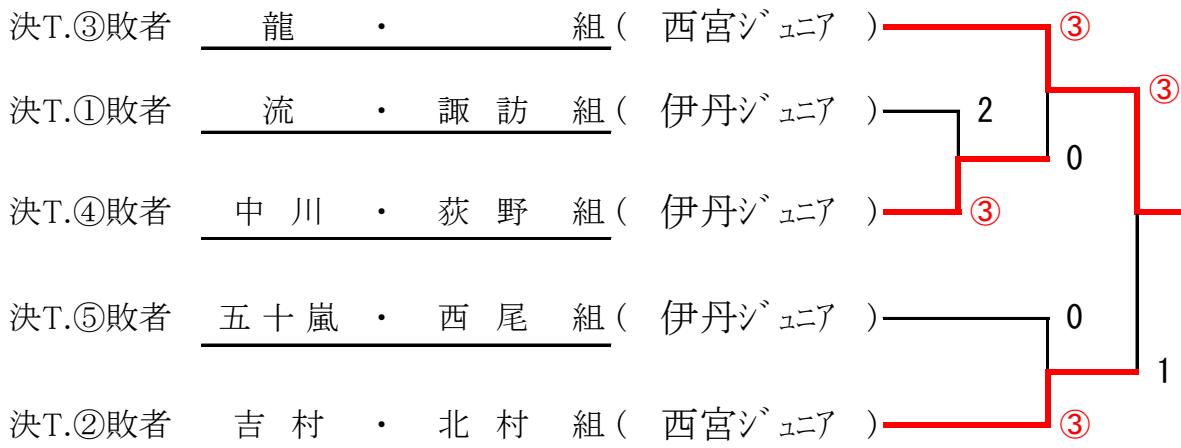 決T.③敗者 龍 ・ 組( 西宮ジュニア ) ③
③
決T.①敗者 流 ・ 諏訪 組( 伊丹ジュニア ) 2
0
決T.④敗者 中川 ・ 荻野 組( 伊丹ジュニア ) ③
決T.⑤敗者 五十嵐 ・ 西尾 組( 伊丹ジュニア ) 0
1
決T.②敗者 吉村 ・ 北村 組( 西宮ジュニア ) ③